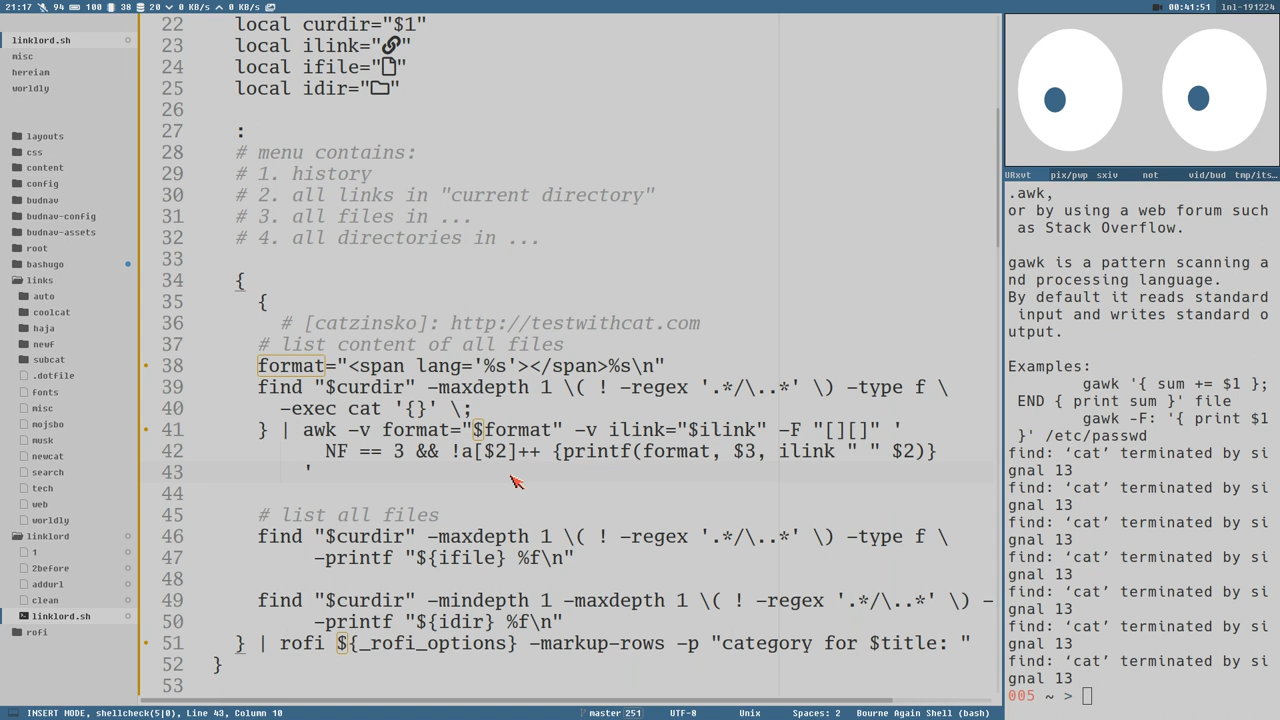 21:17 94 100 38 20 0 KB/s 0 KB/s
00:41:51 lnl-191224
linklord.sh
misc
hereiam
worldly
layouts
css
content
config
budnav
budnav-config
budnav-assets
root
bashugo
links
auto
coolcat
haja
newf
subcat
.dotfile
fonts
misc
mojsbo
musk
newcat
search
tech
web
worldly
linklord
1
2before
addurl
clean
linklord.sh
rofi
22 local curdir="$1"
23 local ilink=""
24 local ifile=""
25 local idir=""
26
27 :
28 # menu contains:
29 # 1. history
30 # 2. all links in "current directory"
31 # 3. all files in ...
32 # 4. all directories in ...
33
34 {
35 {
36 # [catzinsko]: http://testwithcat.com
37 # list content of all files
38 format="<span lang='%s'></span>%s\n"
39 find "$curdir" -maxdepth 1 \( ! -regex '.*/\..*' \) -type f \
40 -exec cat '{}' \;
41 } | awk -v format="$format" -v ilink="$ilink" -F "[][]" '
42 NF == 3 && !a[$2]++ {printf(format, $3, ilink " " $2)}
43 '
44
45 # list all files
46 find "$curdir" -maxdepth 1 \( ! -regex '.*/\..*' \) -type f \
47 -printf "${ifile} %f\n"
48
49 find "$curdir" -mindepth 1 -maxdepth 1 \( ! -regex '.*/\..*' \) -
50 -printf "${idir} %f\n"
51 } | rofi ${_rofi_options} -markup-rows -p "category for $title: "
52 }
53
URxvt pix/pvp sxiv not vid/bud tmp/its…
.awk,
or by using a web forum such
as Stack Overflow.
gawk is a pattern scanning a
nd processing language.
By default it reads standard
input and writes standard o
utput.
Examples:
gawk '{ sum += $1 };
END { print sum }' file
gawk -F: '{ print $1
}' /etc/passwd
find: ‘cat’ terminated by si
gnal 13
find: ‘cat’ terminated by si
gnal 13
find: ‘cat’ terminated by si
gnal 13
find: ‘cat’ terminated by si
gnal 13
find: ‘cat’ terminated by si
gnal 13
find: ‘cat’ terminated by si
gnal 13
find: ‘cat’ terminated by si
gnal 13
005 ~ >
INSERT MODE, shellcheck(5|0), Line 43, Column 10
master 251 UTF-8 Unix Spaces: 2 Bourne Again Shell (bash)